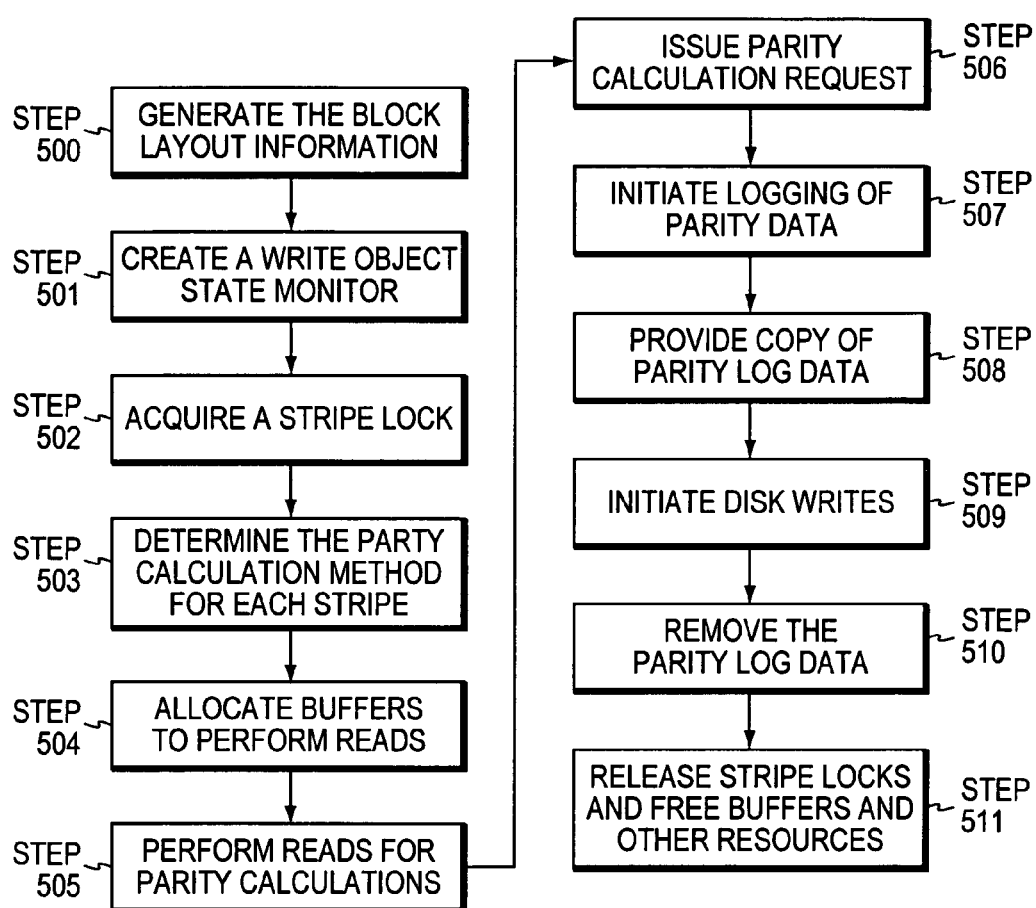 STEP
500
GENERATE THE BLOCK
LAYOUT INFORMATION
STEP
501
CREATE A WRITE OBJECT
STATE MONITOR
STEP
502
ACQUIRE A STRIPE LOCK
STEP
503
DETERMINE THE PARTY
CALCULATION METHOD
FOR EACH STRIPE
STEP
504
ALLOCATE BUFFERS
TO PERFORM READS
STEP
505
PERFORM READS FOR
PARITY CALCULATIONS
ISSUE PARITY
CALCULATION REQUEST
STEP
506
INITIATE LOGGING OF
PARITY DATA
STEP
507
PROVIDE COPY OF
PARITY LOG DATA
STEP
508
INITIATE DISK WRITES
STEP
509
REMOVE THE
PARITY LOG DATA
STEP
510
RELEASE STRIPE LOCKS
AND FREE BUFFERS AND
OTHER RESOURCES
STEP
511